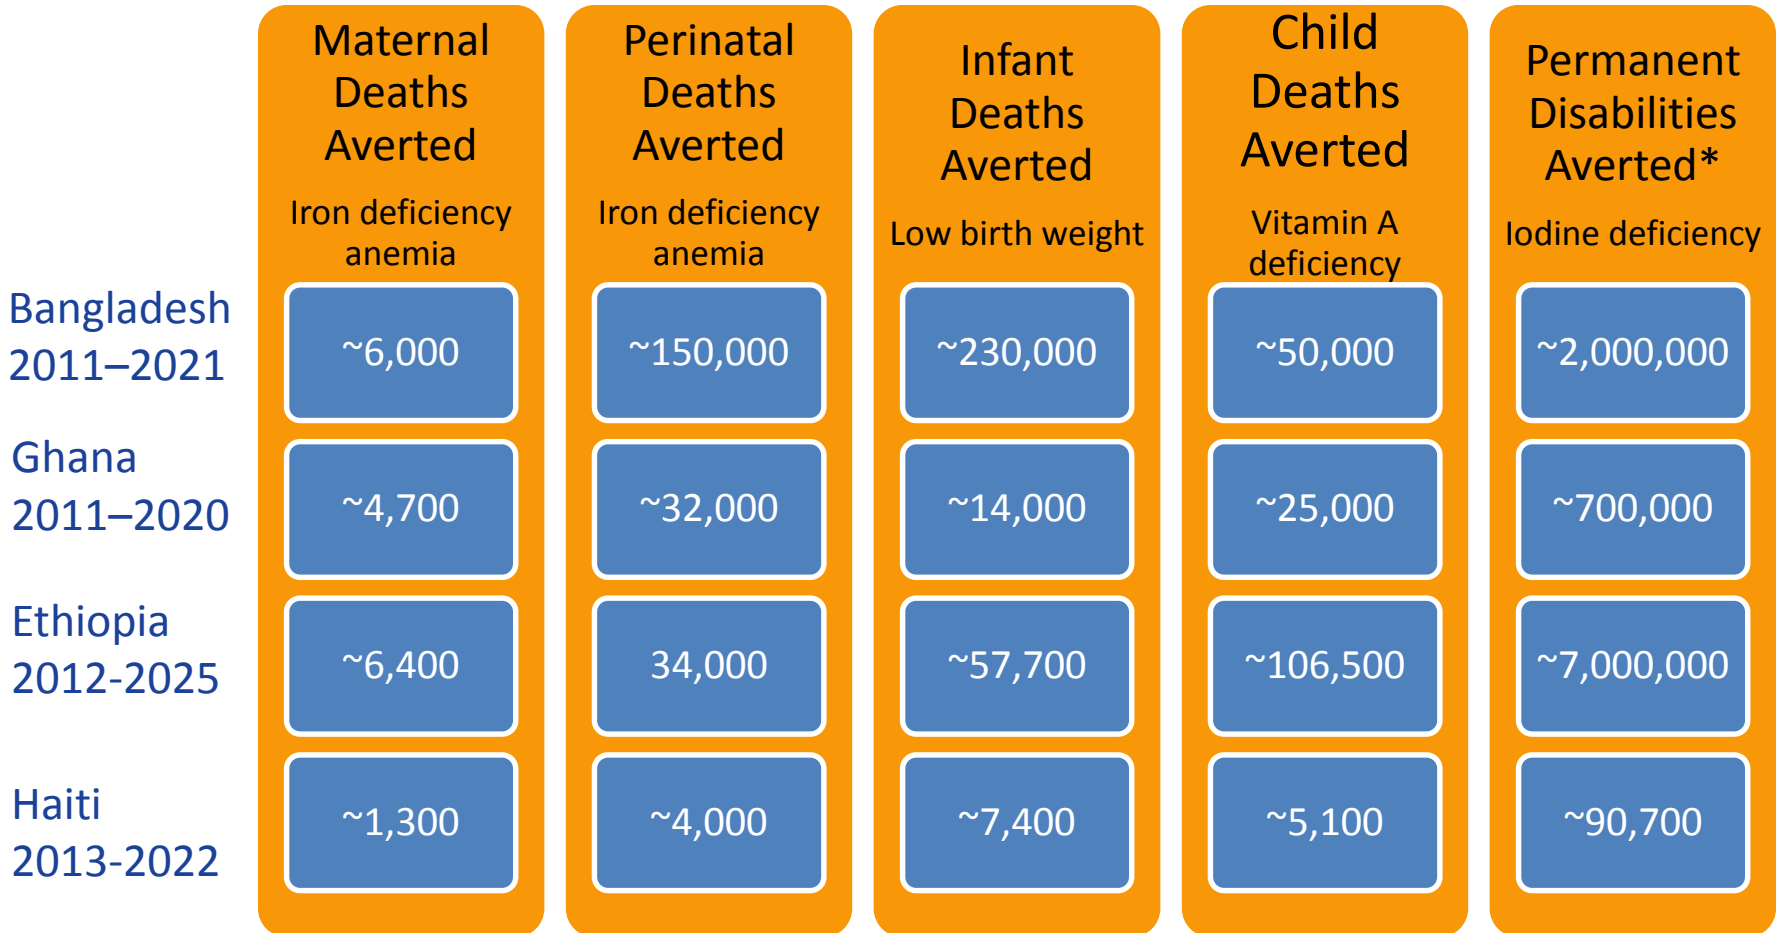 Maternal
Deaths
Averted
Iron deficiency
anemia
Perinatal
Deaths
Averted
Iron deficiency
anemia
Infant
Deaths
Averted
Low birth weight
Child
Deaths
Averted
Vitamin A
deficiency
Permanent
Disabilities
Averted*
Iodine deficiency
Bangladesh
2011–2021
~6,000
~150,000
~230,000
~50,000
~2,000,000
Ghana
2011–2020
~4,700
~32,000
~14,000
~25,000
~700,000
Ethiopia
2012-2025
~6,400
34,000
~57,700
~106,500
~7,000,000
Haiti
2013-2022
~1,300
~4,000
~7,400
~5,100
~90,700